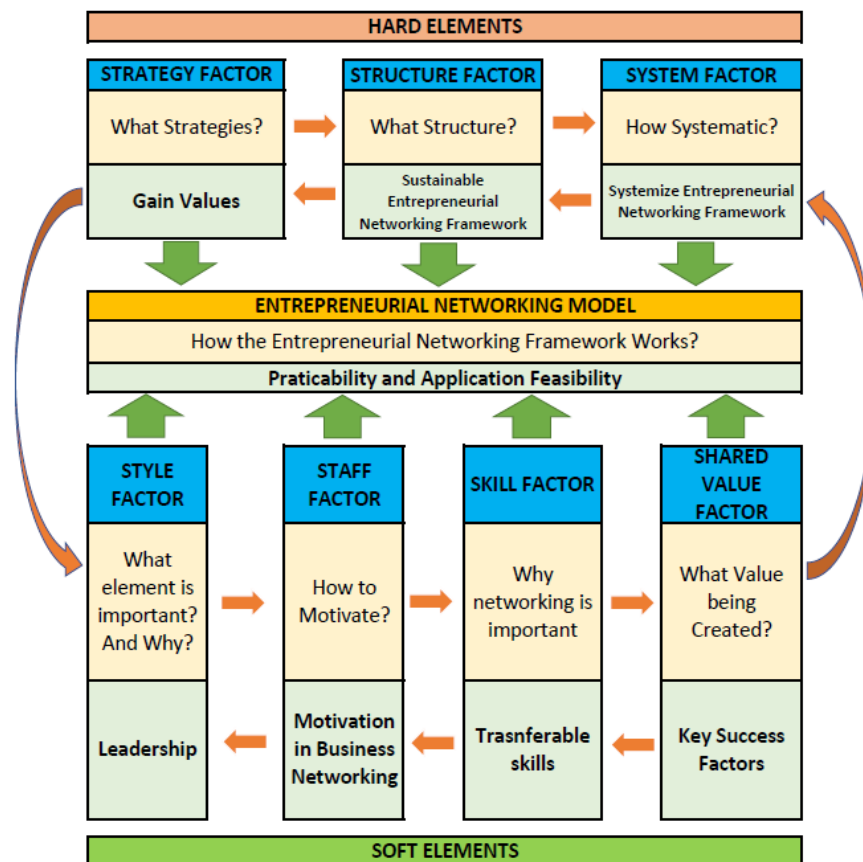 HARD ELEMENTS
STRATEGY FACTOR
What Strategies?
Gain Values
STRUCTURE FACTOR
What Structure?
Sustainable
Entrepreneurial
Networking Framework
SYSTEM FACTOR
How Systematic?
Systemize Entrepreneurial
Networking Framework
ENTREPRENEURIAL NETWORKING MODEL
How the Entrepreneurial Networking Framework Works?
Praticability and Application Feasibility
STYLE
FACTOR
What
element is
important?
And Why?
Leadership
STAFF
FACTOR
How to
Motivate?
Motivation
in Business
Networking
SKILL FACTOR
Why
networking is
important
Trasnferable
skills
SHARED
VALUE
FACTOR
What Value
being
Created?
Key Success
Factors
SOFT ELEMENTS